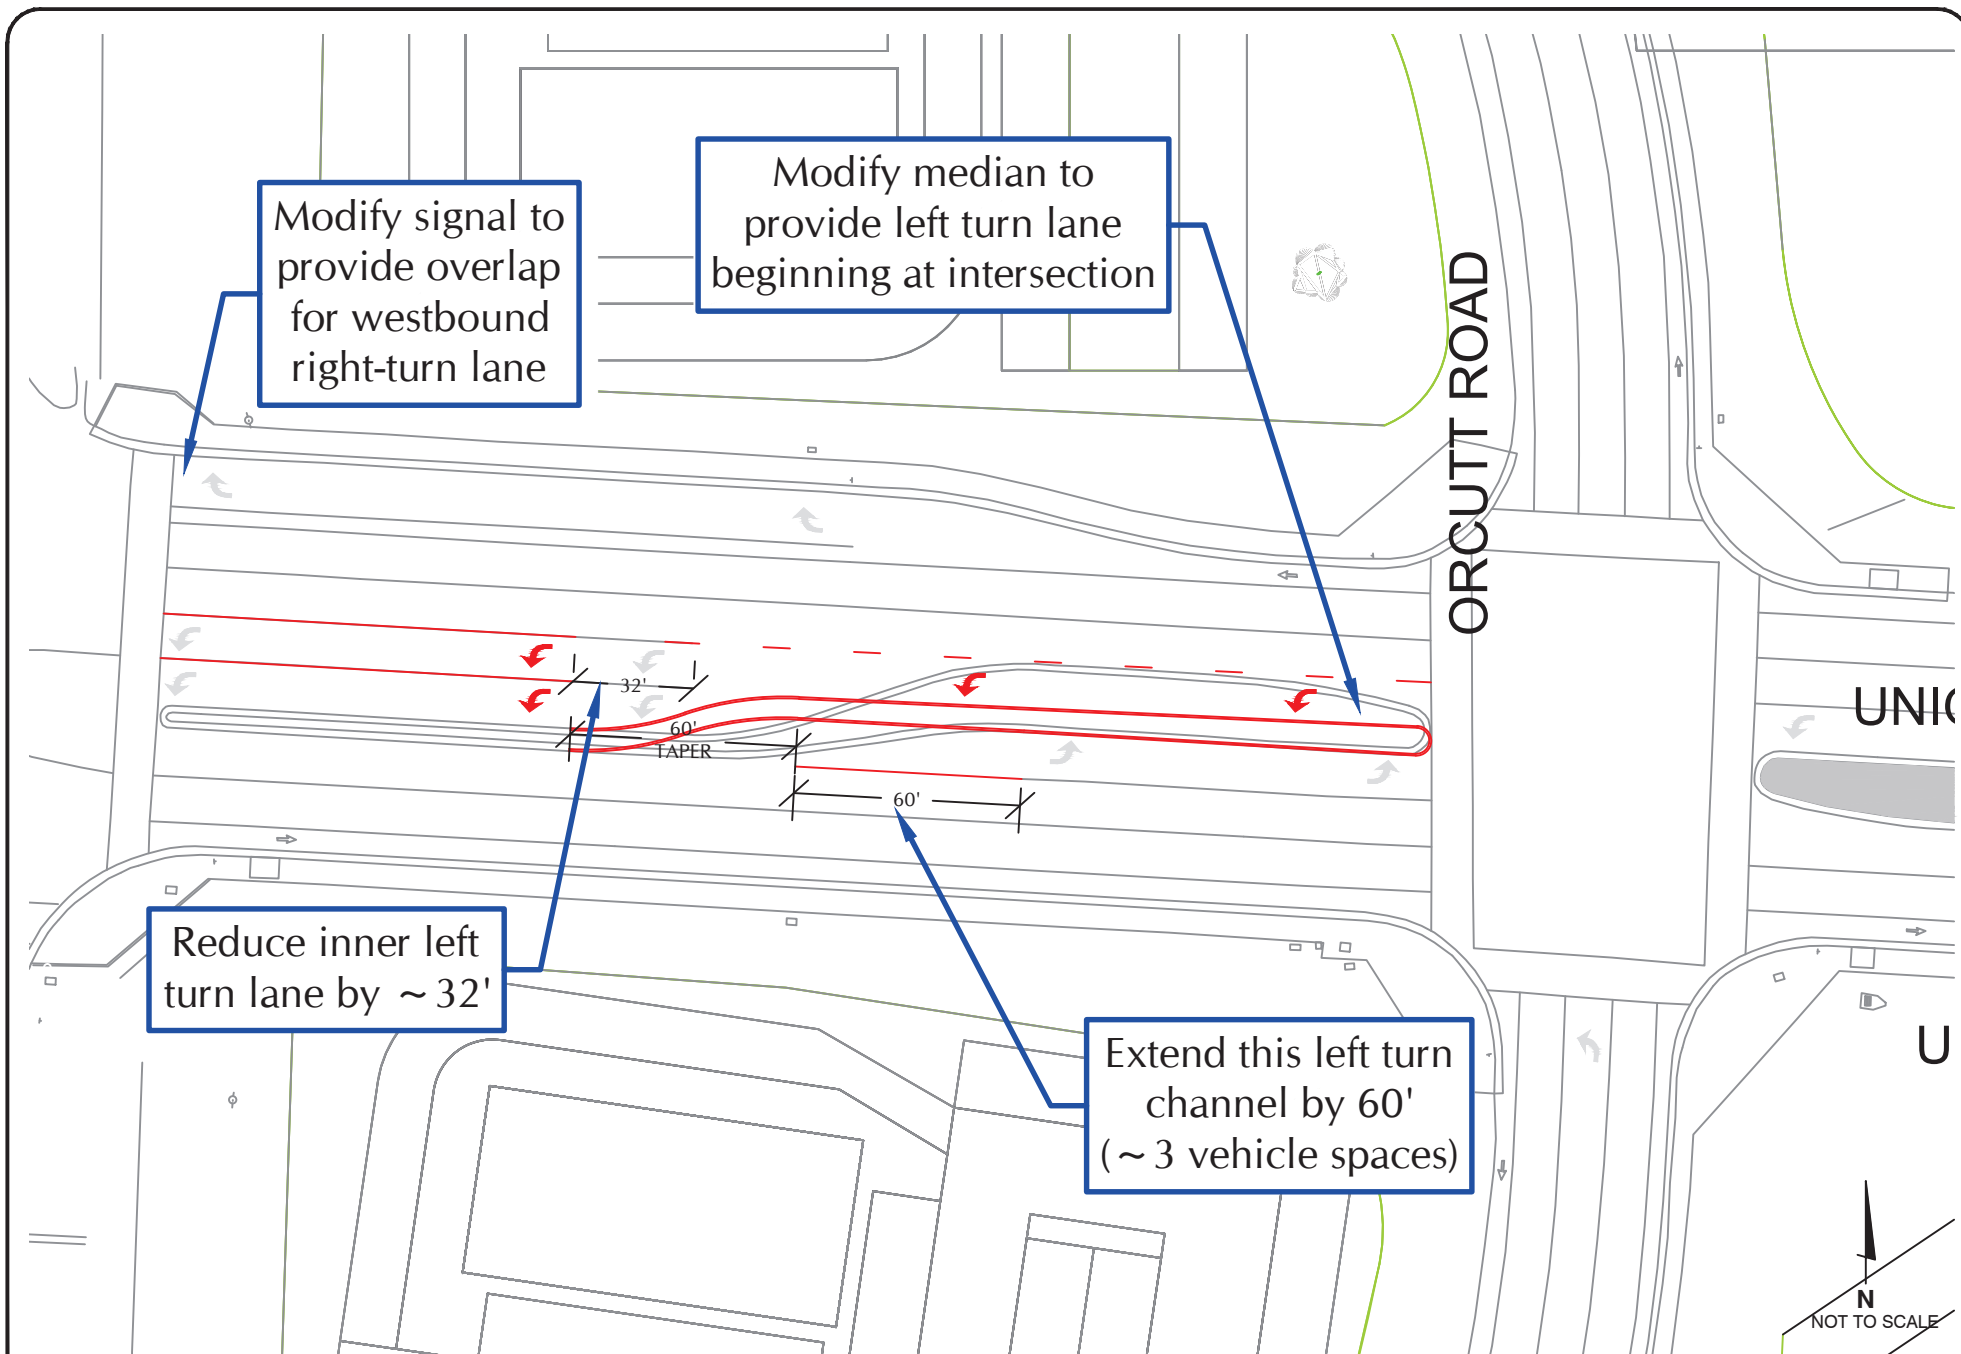 Modify signal to
provide overlap
for westbound
right-turn lane
Modify median to
provide left turn lane
beginning at intersection
ORCUTT ROAD
32'
60'
TAPER
60'
UNIO
Reduce inner left
turn lane by ~32'
Extend this left turn
channel by 60'
(~3 vehicle spaces)
U
N
NOT TO SCALE